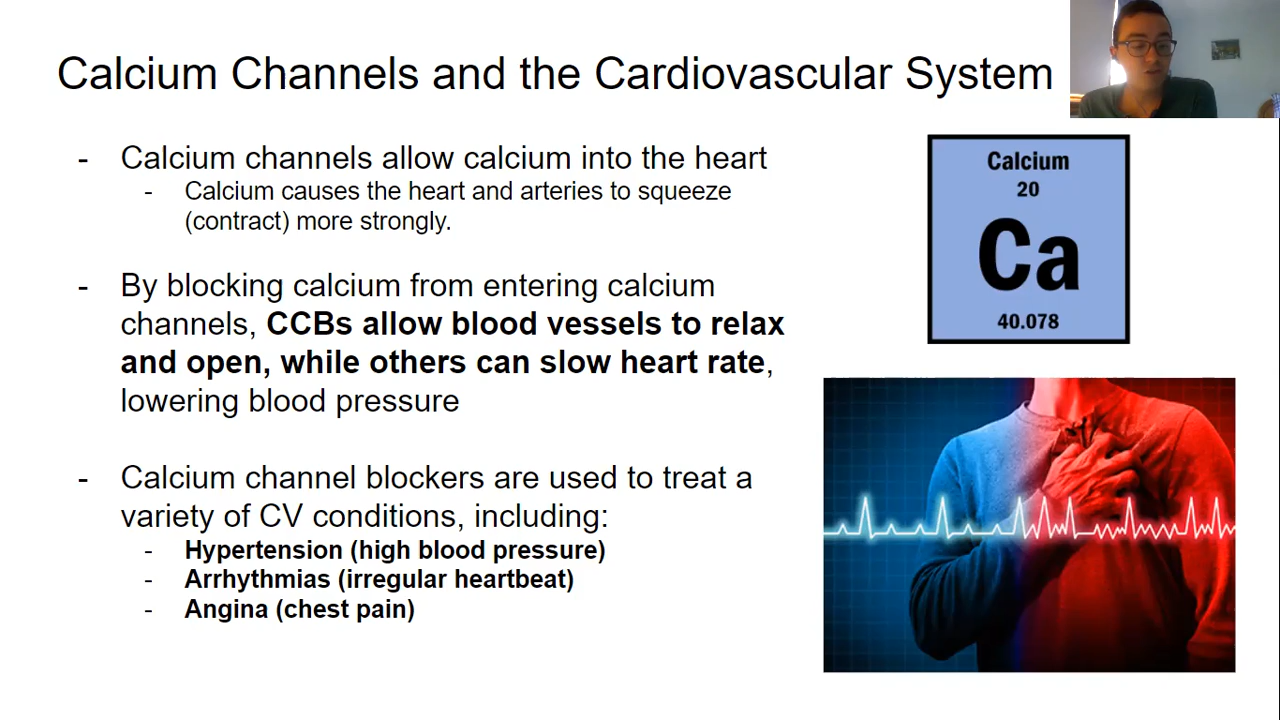 Calcium Channels and the Cardiovascular System
- Calcium channels allow calcium into the heart
- Calcium causes the heart and arteries to squeeze
(contract) more strongly.
- By blocking calcium from entering calcium
channels, CCBs allow blood vessels to relax
and open, while others can slow heart rate,
lowering blood pressure
- Calcium channel blockers are used to treat a
variety of CV conditions, including:
- Hypertension (high blood pressure)
- Arrhythmias (irregular heartbeat)
- Angina (chest pain)
Calcium
20
Ca
40.078